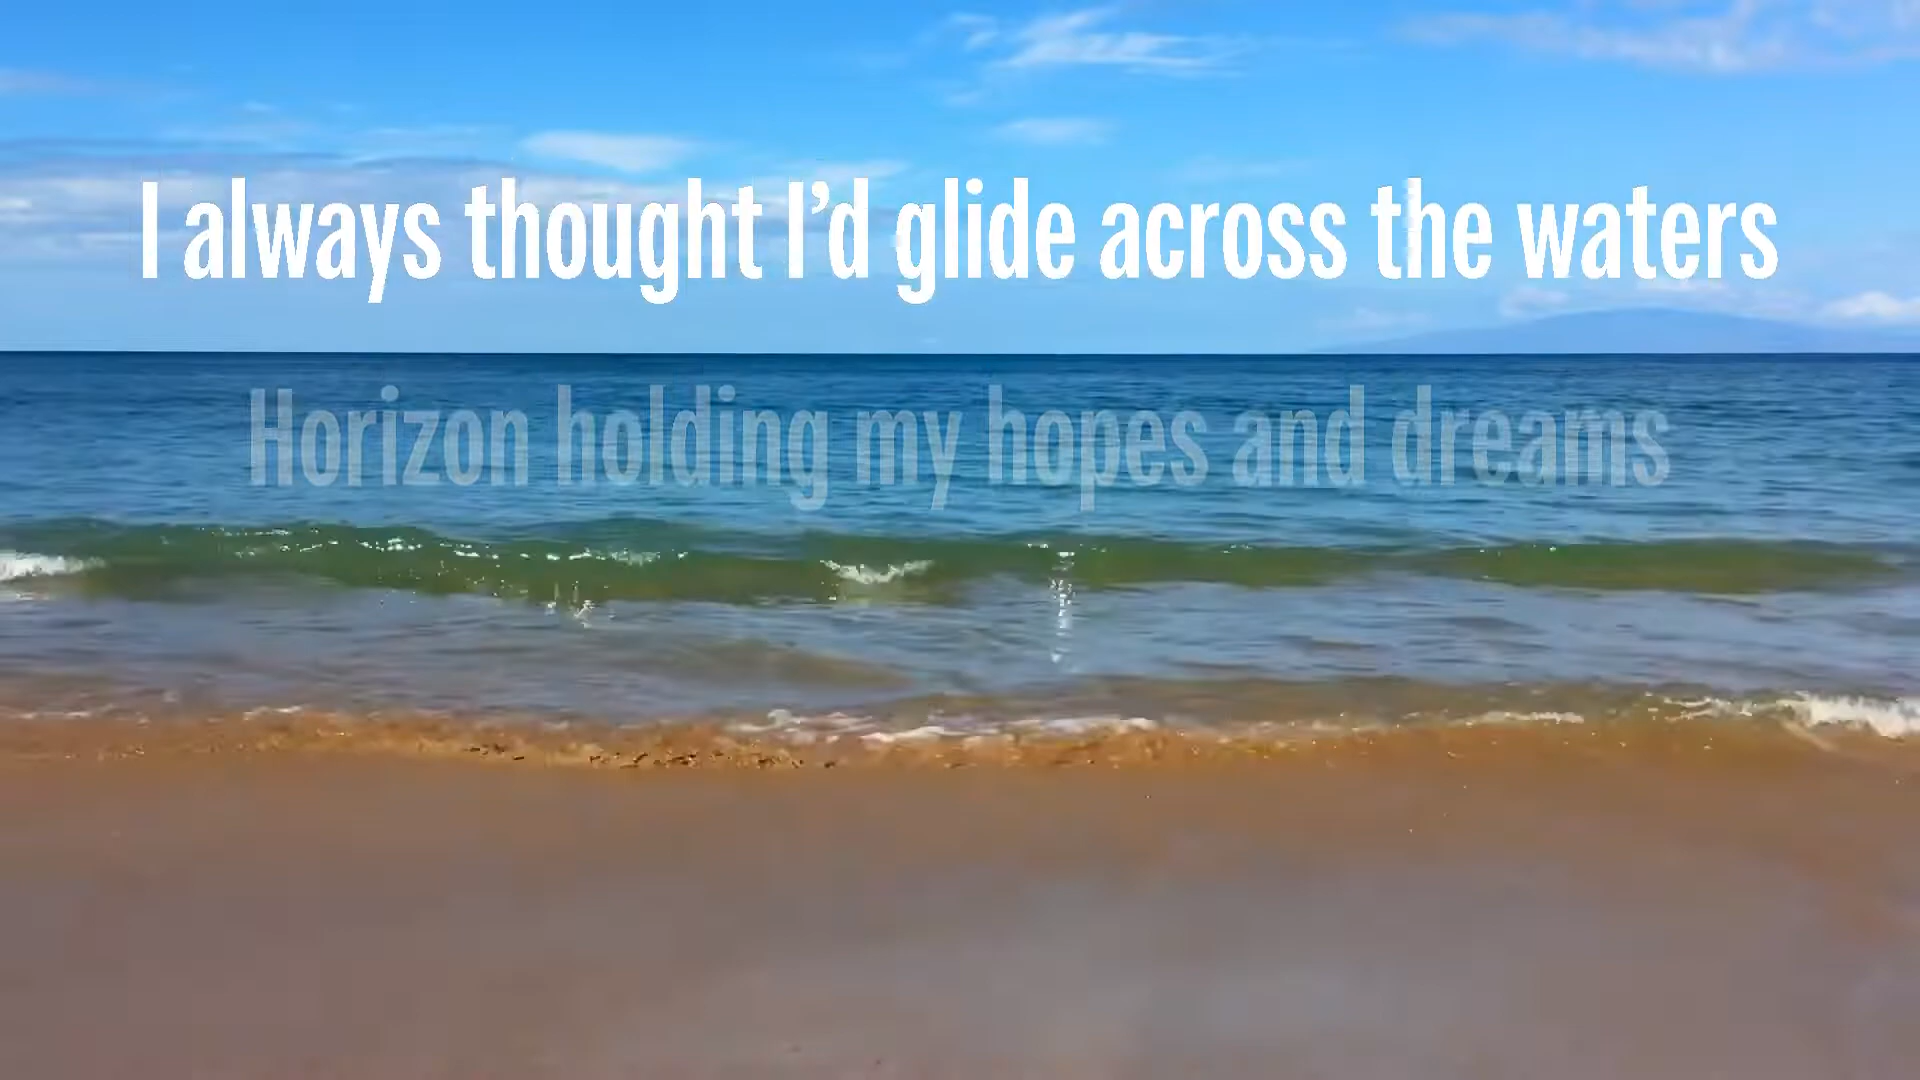 I always thought I’d glide across the waters
Horizon holding my hopes and dreams